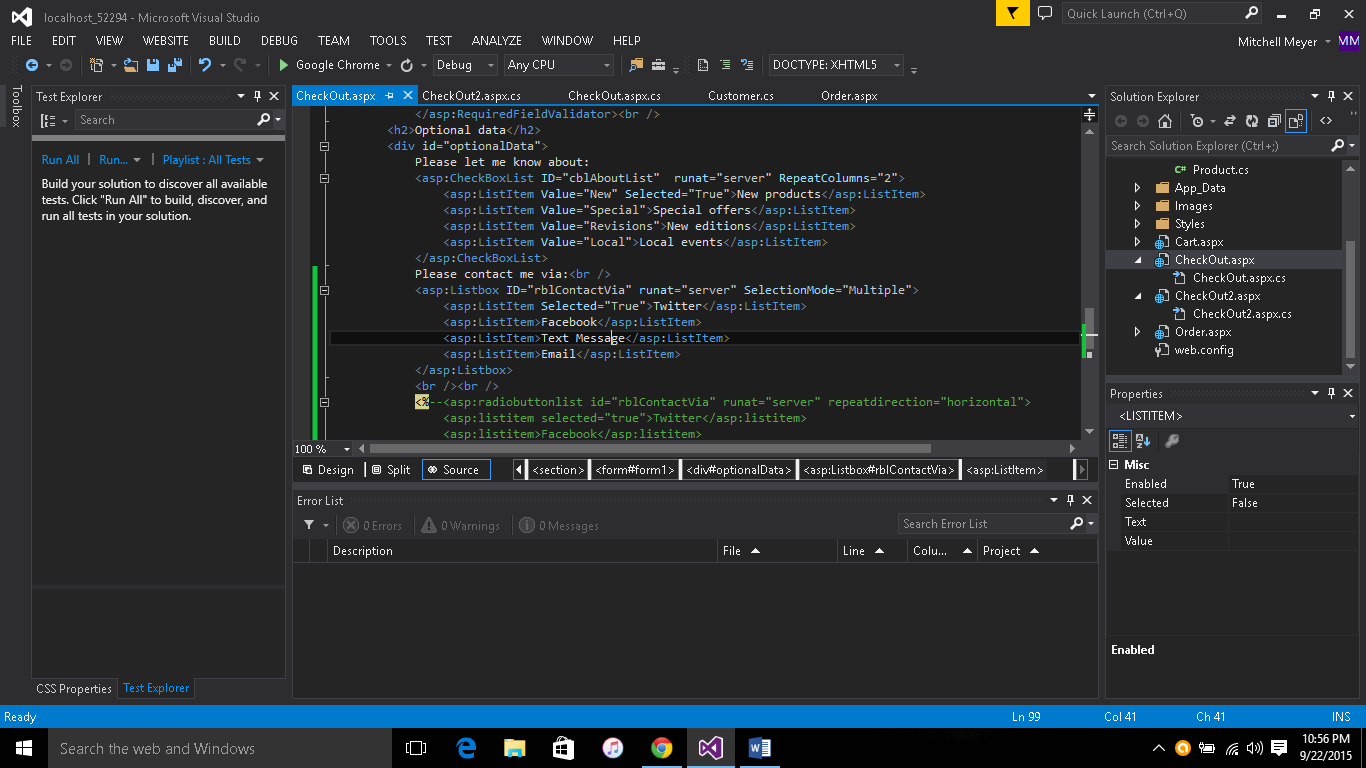 localhost_52294 - Microsoft Visual Studio
Quick Launch (Ctrl+Q)
FILE EDIT VIEW WEBSITE BUILD DEBUG TEAM TOOLS TEST ANALYZE WINDOW HELP
Mitchell Meyer MM
Google Chrome Debug Any CPU DOCTYPE: XHTML5
Toolbox
Test Explorer
Search
Run All Run... Playlist : All Tests
Build your solution to discover all available
tests. Click "Run All" to build, discover, and
run all tests in your solution.
CSS Properties Test Explorer
CheckOut.aspx CheckOut2.aspx.cs CheckOut.aspx.cs Customer.cs Order.aspx
</asp:RequiredFieldValidator><br />
<h2>Optional data</h2>
<div id="optionalData">
Please let me know about:
<asp:CheckBoxList ID="cblAboutList"  runat="server" RepeatColumns="2">
<asp:ListItem Value="New" Selected="True">New products</asp:ListItem>
<asp:ListItem Value="Special">Special offers</asp:ListItem>
<asp:ListItem Value="Revisions">New editions</asp:ListItem>
<asp:ListItem Value="Local">Local events</asp:ListItem>
</asp:CheckBoxList>
Please contact me via:<br />
<asp:Listbox ID="rblContactVia" runat="server" SelectionMode="Multiple">
<asp:ListItem Selected="True">Twitter</asp:ListItem>
<asp:ListItem>Facebook</asp:ListItem>
<asp:ListItem>Text Message</asp:ListItem>
<asp:ListItem>Email</asp:ListItem>
</asp:Listbox>
<br /><br />
<%--<asp:radiobuttonlist id="rblContactVia" runat="server" repeatdirection="horizontal">
<asp:listitem selected="true">Twitter</asp:listitem>
<asp:listitem>Facebook</asp:listitem>
100 %
Design Split Source <section> <form#form1> <div#optionalData> <asp:Listbox#rblContactVia> <asp:ListItem>
Error List
0 Errors 0 Warnings 0 Messages Search Error List
Description File Line Colu... Project
Solution Explorer
Search Solution Explorer (Ctrl+;)
C# Product.cs
App_Data
Images
Styles
Cart.aspx
CheckOut.aspx
CheckOut.aspx.cs
CheckOut2.aspx
CheckOut2.aspx.cs
Order.aspx
web.config
Properties
<LISTITEM>
Misc
Enabled True
Selected False
Text
Value
Enabled
Ready Ln 99 Col 41 Ch 41 INS
Search the web and Windows
10:56 PM
9/22/2015